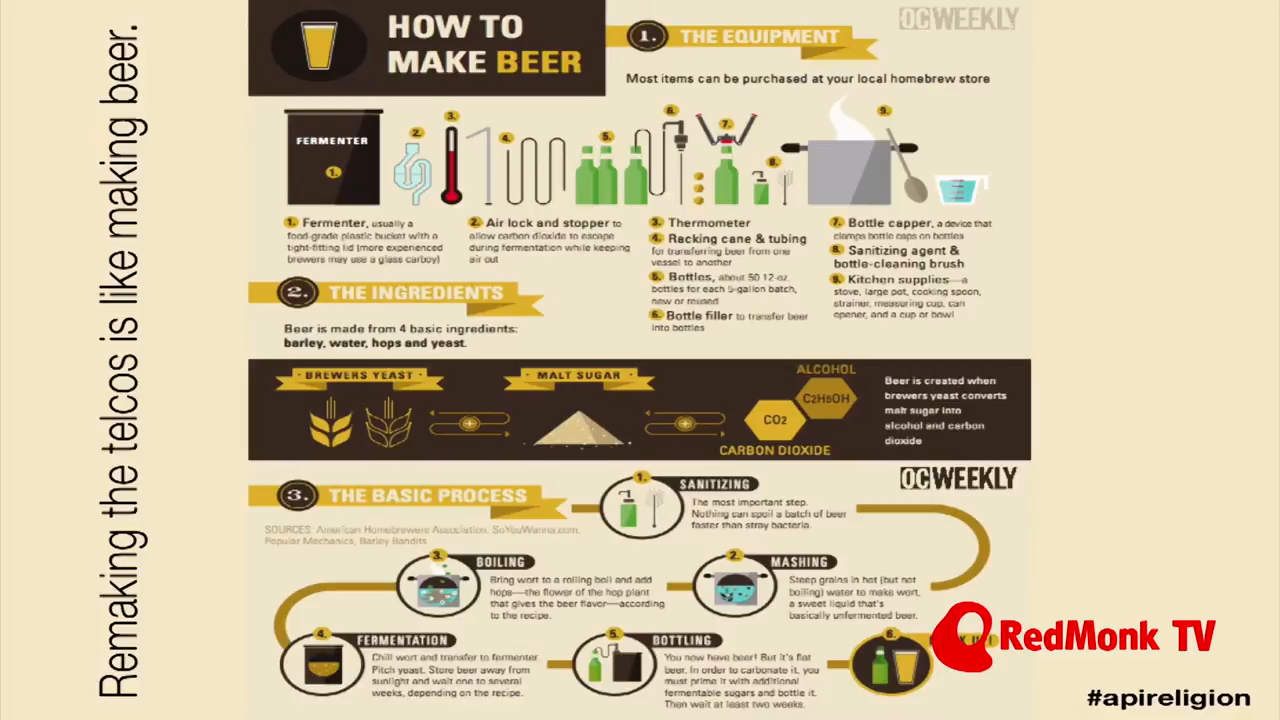 Remaking the telcos is like making beer.
HOW TO
MAKE BEER
1. THE EQUIPMENT
OC WEEKLY
Most items can be purchased at your local homebrew store
FERMENTER
1.
2.
3.
4.
5.
6.
7.
8.
9.
1. Fermenter, usually a
food-grade plastic bucket with a
tight-fitting lid (more experienced
brewers may use a glass carboy)
2. Air lock and stopper to
allow carbon dioxide to escape
during fermentation while keeping
air out
3. Thermometer
4. Racking cane & tubing
for transferring beer from one
vessel to another
5. Bottles, about 50 12-oz.
bottles for each 5-gallon batch,
new or reused
6. Bottle filler to transfer beer
into bottles
7. Bottle capper, a device that
clamps bottle caps on bottles
8. Sanitizing agent &
bottle-cleaning brush
9. Kitchen supplies—a
stove, large pot, cooking spoon,
strainer, measuring cup, can
opener, and a cup or bowl
2. THE INGREDIENTS
Beer is made from 4 basic ingredients:
barley, water, hops and yeast.
- BREWERS YEAST -
- MALT SUGAR -
ALCOHOL
C2H5OH
CO2
CARBON DIOXIDE
Beer is created when
brewers yeast converts
malt sugar into
alcohol and carbon
dioxide
OC WEEKLY
3. THE BASIC PROCESS
SOURCES: American Homebrewers Association, SoYouWanna.com,
Popular Mechanics, Barley Bandits
1. SANITIZING
The most important step.
Nothing can spoil a batch of beer
faster than stray bacteria.
2. MASHING
Steep grains in hot (but not
boiling) water to make wort,
a sweet liquid that's
basically unfermented beer.
3. BOILING
Bring wort to a rolling boil and add
hops—the flower of the hop plant
that gives the beer flavor—according
to the recipe.
4. FERMENTATION
Chill wort and transfer to fermenter.
Pitch yeast. Store beer away from
sunlight and wait one to several
weeks, depending on the recipe.
5. BOTTLING
You now have beer! But it's flat
beer. In order to carbonate it, you
must prime it with additional
fermentable sugars and bottle it.
Then wait at least two weeks.
6.
RedMonk TV
#apireligion